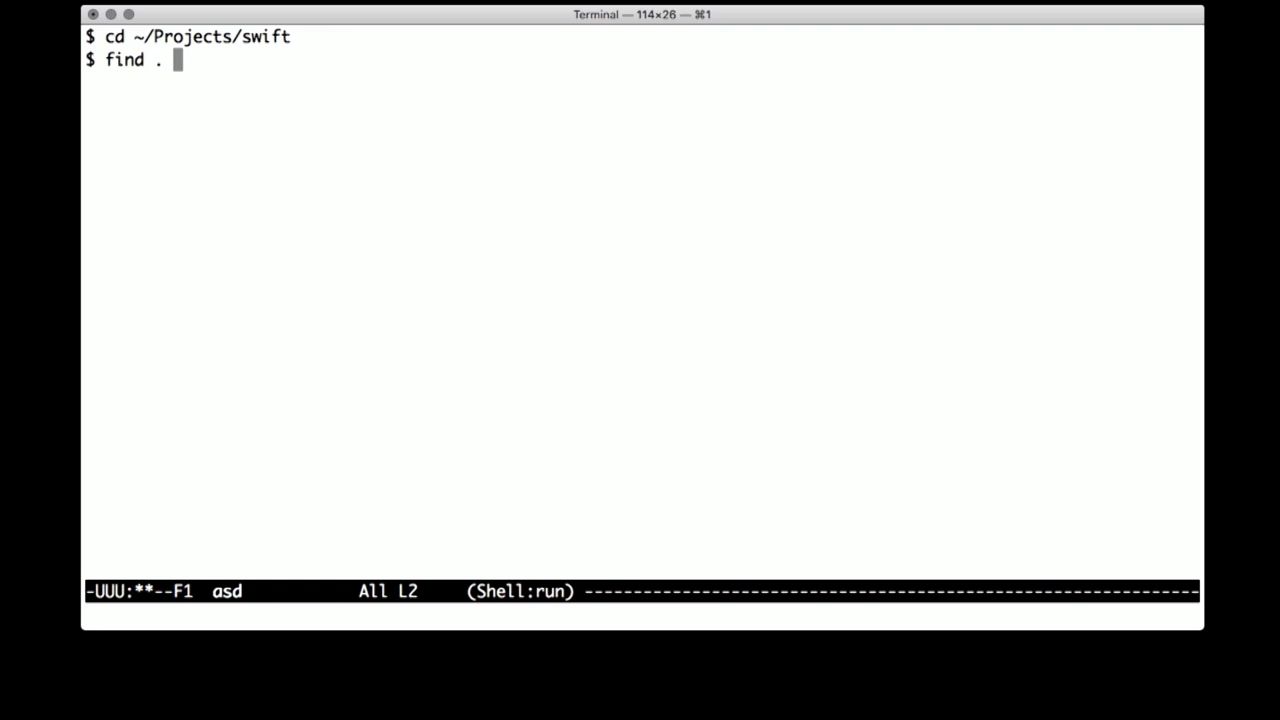 Terminal — 114×26 — ⌘1
$ cd ~/Projects/swift
$ find .
-UUU:**--F1  asd            All L2     (Shell:run) ---------------------------------------------------------------